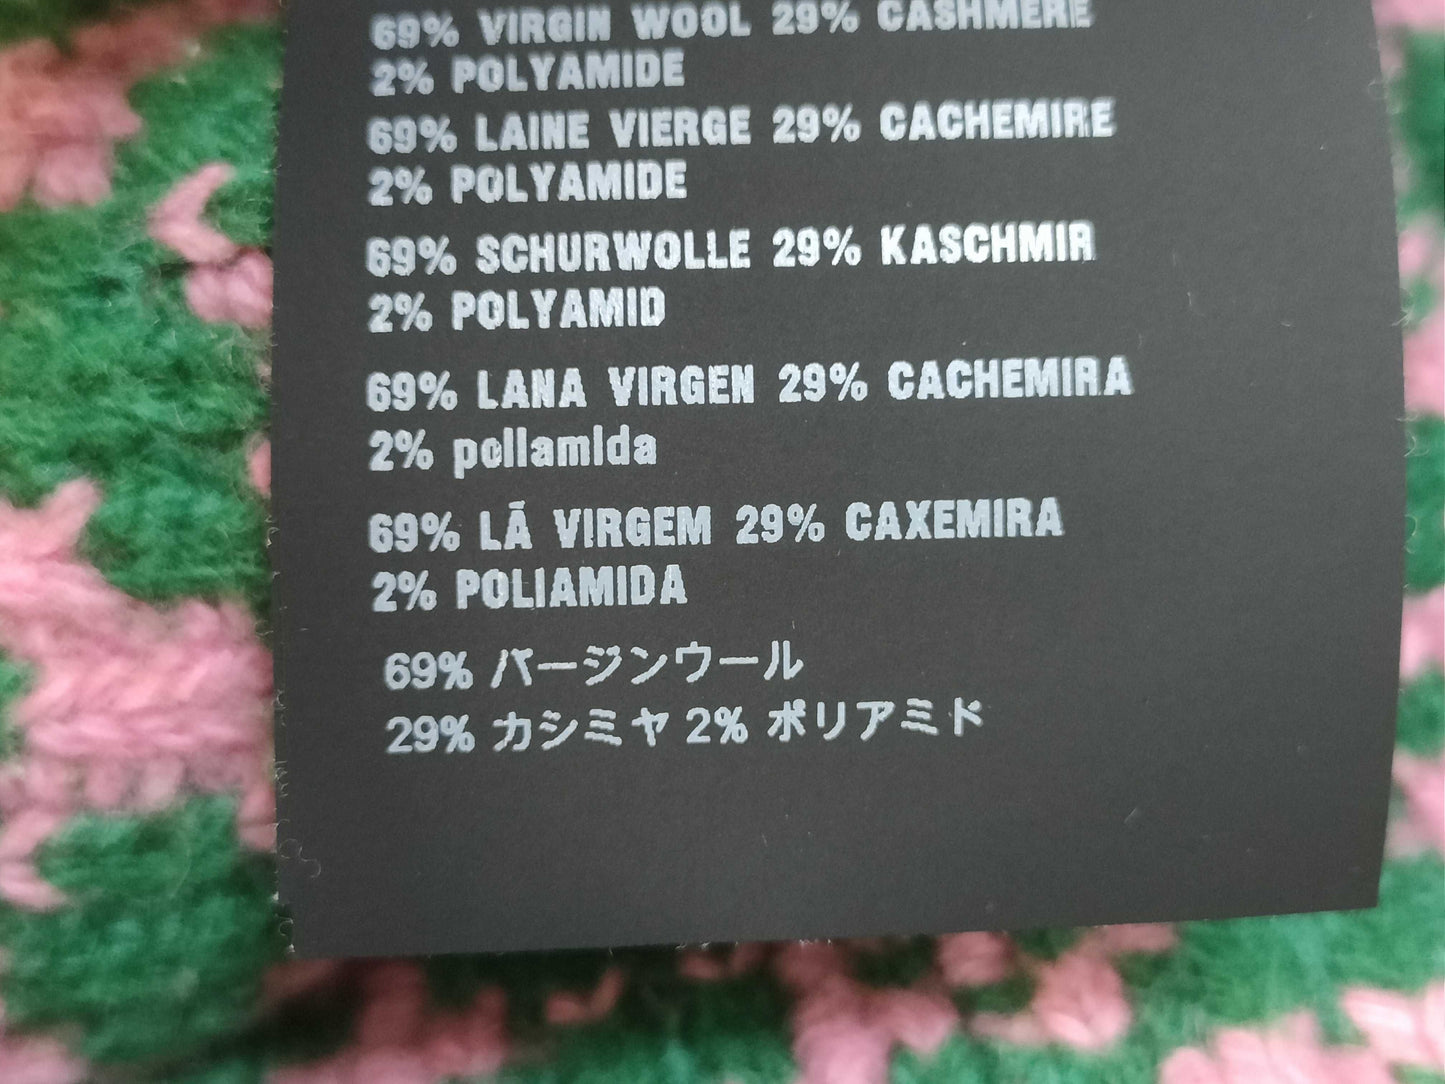 69% VIRGIN WOOL 29% CASHMERE
2% POLYAMIDE
69% LAINE VIERGE 29% CACHEMIRE
2% POLYAMIDE
69% SCHURWOLLE 29% KASCHMIR
2% POLYAMID
69% LANA VIRGEN 29% CACHEMIRA
2% poliamida
69% LÃ VIRGEM 29% CAXEMIRA
2% POLIAMIDA
69% バージンウール
29% カシミヤ 2% ポリアミド